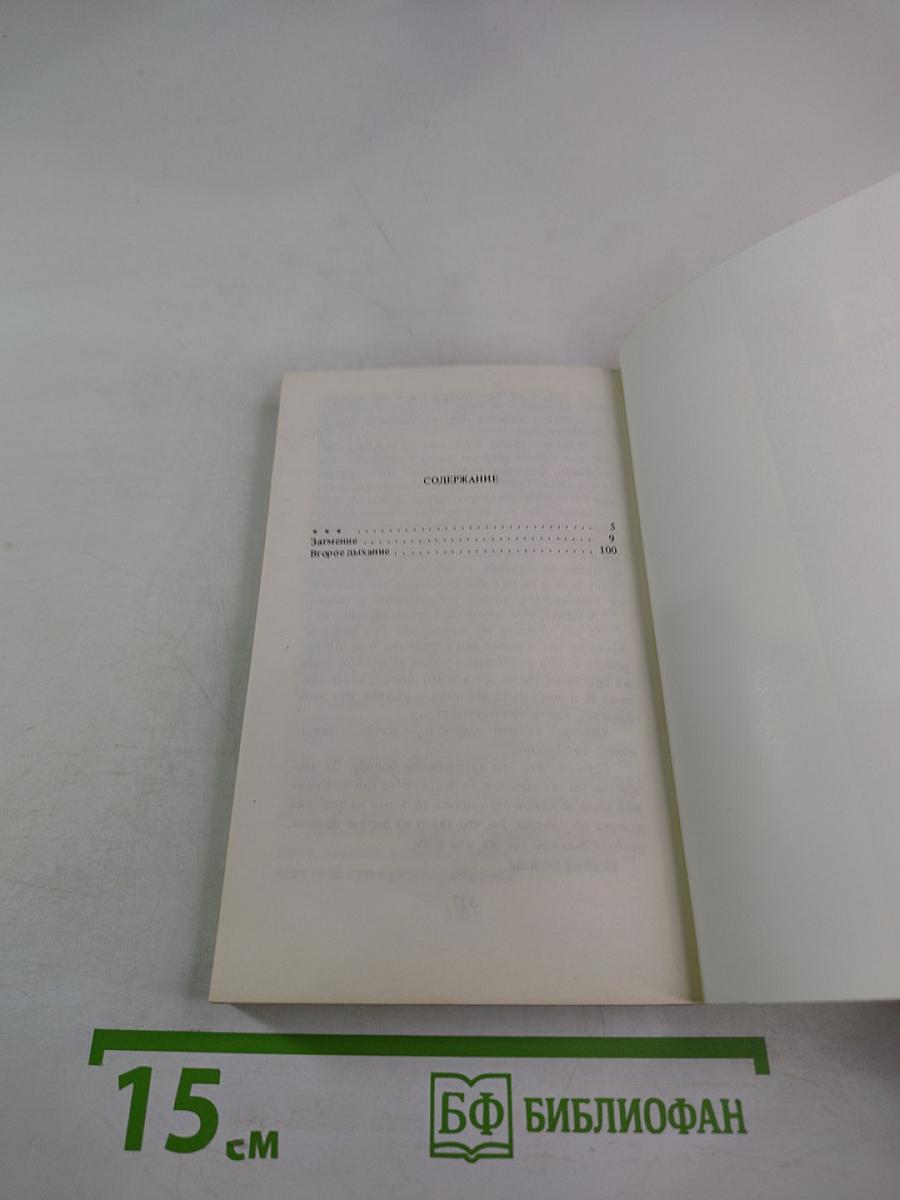 СОДЕРЖАНИЕ
* * * . . . . . . . . . . . . . . . . . . . . . . . . . . . . . . 5
Затмение . . . . . . . . . . . . . . . . . . . . . . . . . . . . . 9
Второе дыхание . . . . . . . . . . . . . . . . . . . . . . . . . . 100
15 см
БФ БИБЛИОФАН